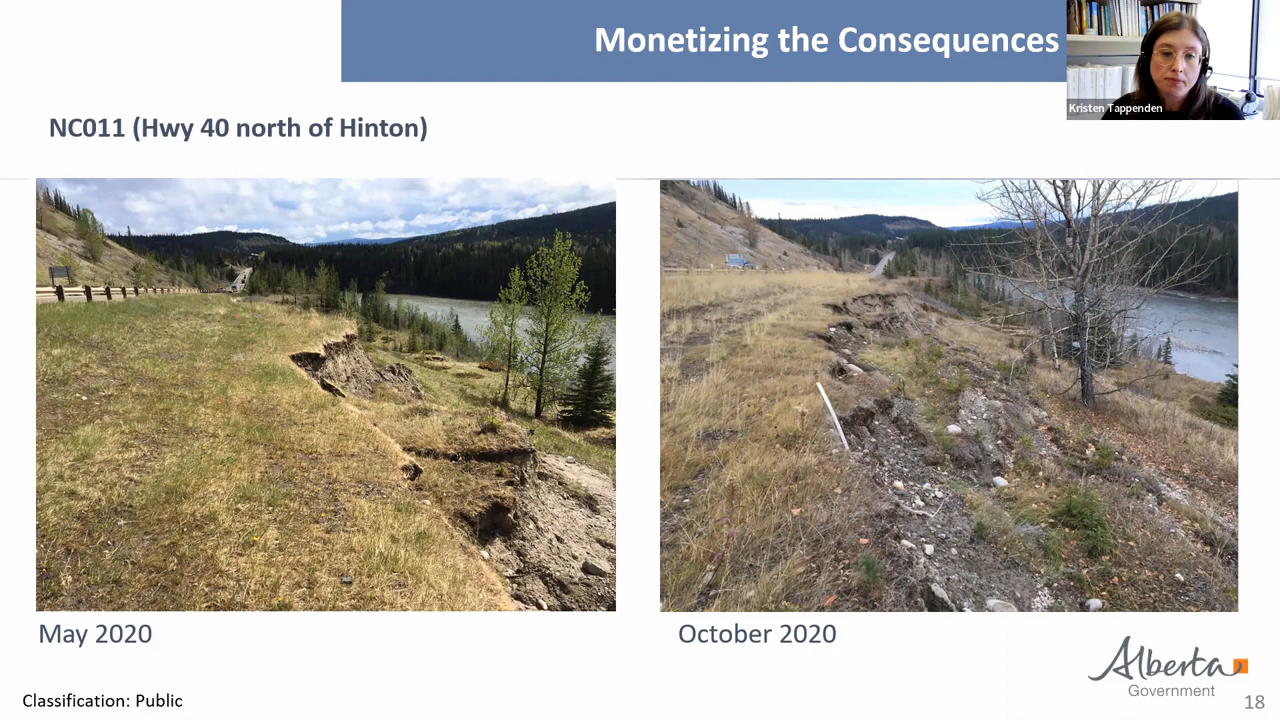 Monetizing the Consequences
Kristen Tappenden
NC011 (Hwy 40 north of Hinton)
May 2020
October 2020
Alberta
Government
Classification: Public
18